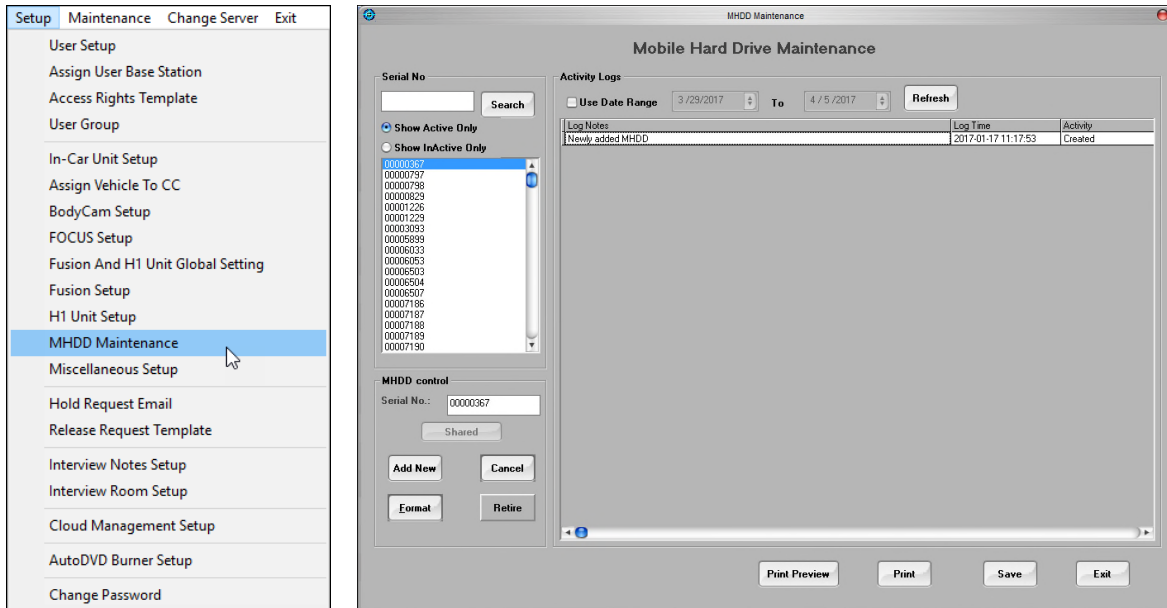 Setup Maintenance Change Server Exit
User Setup
Assign User Base Station
Access Rights Template
User Group
In-Car Unit Setup
Assign Vehicle To CC
BodyCam Setup
FOCUS Setup
Fusion And H1 Unit Global Setting
Fusion Setup
H1 Unit Setup
MHDD Maintenance
Miscellaneous Setup
Hold Request Email
Release Request Template
Interview Notes Setup
Interview Room Setup
Cloud Management Setup
AutoDVD Burner Setup
Change Password
MHDD Maintenance
Mobile Hard Drive Maintenance
Serial No
Search
Show Active Only
Show InActive Only
00000367
00000797
00000798
00000829
00001226
00001229
00003093
00005899
00006033
00006053
00006503
00006504
00006507
00007186
00007187
00007188
00007189
00007190
MHDD control
Serial No.: 00000367
Shared
Add New Cancel
Format Retire
Activity Logs
Use Date Range 3 /29/2017 To 4 / 5 /2017 Refresh
Log Notes Log Time Activity
Newly added MHDD 2017-01-17 11:17:53 Created
Print Preview Print Save Exit